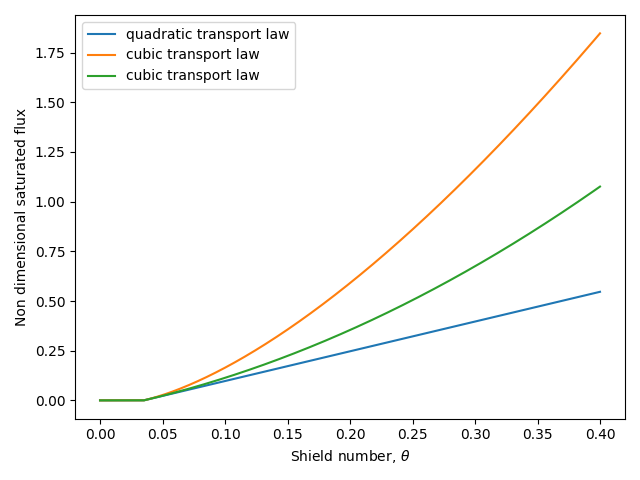 quadratic transport law
cubic transport law
cubic transport law
Non dimensional saturated flux
1.75
1.50
1.25
1.00
0.75
0.50
0.25
0.00
0.00 0.05 0.10 0.15 0.20 0.25 0.30 0.35 0.40
Shield number, θ